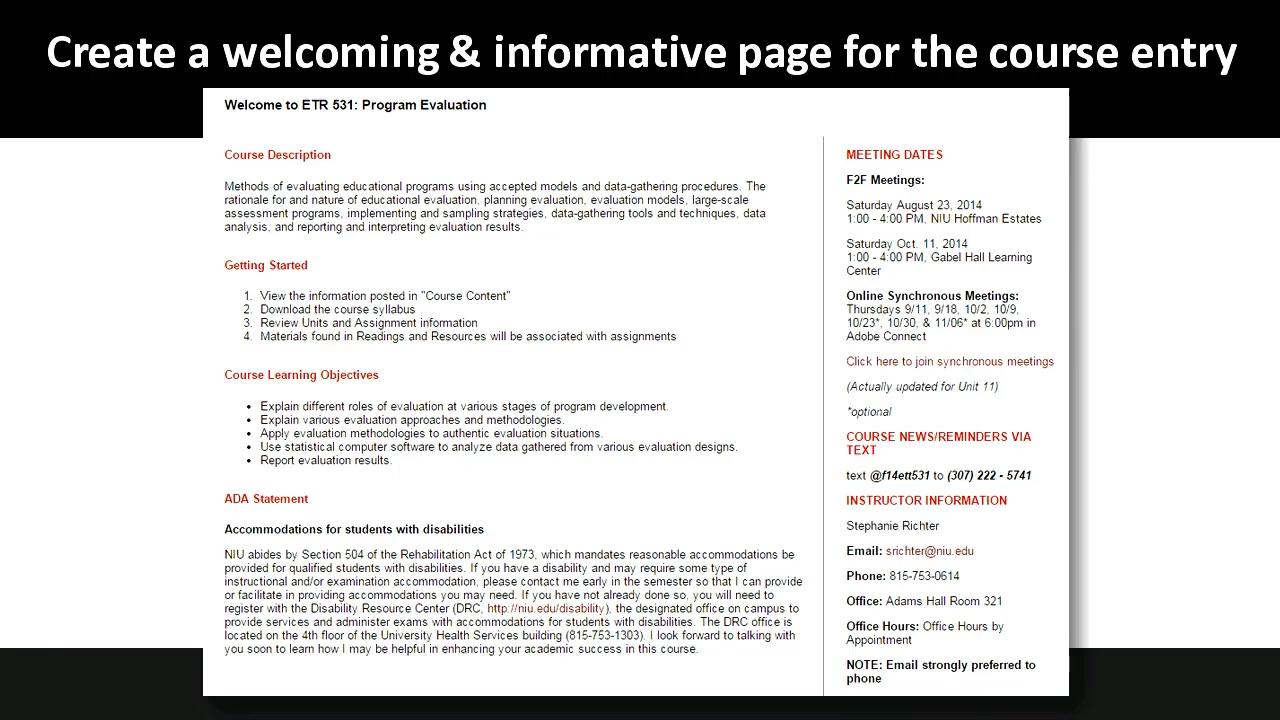 Create a welcoming & informative page for the course entry
Welcome to ETR 531: Program Evaluation
Course Description
Methods of evaluating educational programs using accepted models and data-gathering procedures. The
rationale for and nature of educational evaluation, planning evaluation, evaluation models, large-scale
assessment programs, implementing and sampling strategies, data-gathering tools and techniques, data
analysis, and reporting and interpreting evaluation results.
Getting Started
1. View the information posted in "Course Content"
2. Download the course syllabus
3. Review Units and Assignment information
4. Materials found in Readings and Resources will be associated with assignments
Course Learning Objectives
• Explain different roles of evaluation at various stages of program development.
• Explain various evaluation approaches and methodologies.
• Apply evaluation methodologies to authentic evaluation situations.
• Use statistical computer software to analyze data gathered from various evaluation designs.
• Report evaluation results.
ADA Statement
Accommodations for students with disabilities
NIU abides by Section 504 of the Rehabilitation Act of 1973, which mandates reasonable accommodations be
provided for qualified students with disabilities. If you have a disability and may require some type of
instructional and/or examination accommodation, please contact me early in the semester so that I can provide
or facilitate in providing accommodations you may need. If you have not already done so, you will need to
register with the Disability Resource Center (DRC, http://niu.edu/disability), the designated office on campus to
provide services and administer exams with accommodations for students with disabilities. The DRC office is
located on the 4th floor of the University Health Services building (815-753-1303). I look forward to talking with
you soon to learn how I may be helpful in enhancing your academic success in this course.
MEETING DATES
F2F Meetings:
Saturday August 23, 2014
1:00 - 4:00 PM, NIU Hoffman Estates
Saturday Oct. 11, 2014
1:00 - 4:00 PM, Gabel Hall Learning
Center
Online Synchronous Meetings:
Thursdays 9/11, 9/18, 10/2, 10/9,
10/23*, 10/30, & 11/06* at 6:00pm in
Adobe Connect
Click here to join synchronous meetings
(Actually updated for Unit 11)
*optional
COURSE NEWS/REMINDERS VIA
TEXT
text @f14ett531 to (307) 222 - 5741
INSTRUCTOR INFORMATION
Stephanie Richter
Email: srichter@niu.edu
Phone: 815-753-0614
Office: Adams Hall Room 321
Office Hours: Office Hours by
Appointment
NOTE: Email strongly preferred to
phone